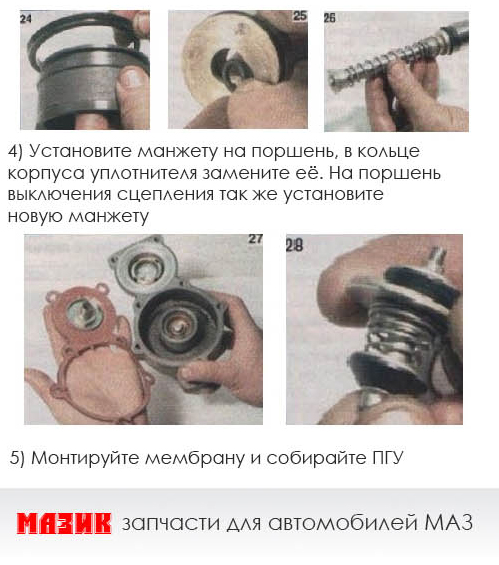 24
25
26
4) Установите манжету на поршень, в кольце
корпуса уплотнителя замените её. На поршень
выключения сцепления так же установите
новую манжету
27
28
5) Монтируйте мембрану и собирайте ПГУ
МАЗИК запчасти для автомобилей МАЗ